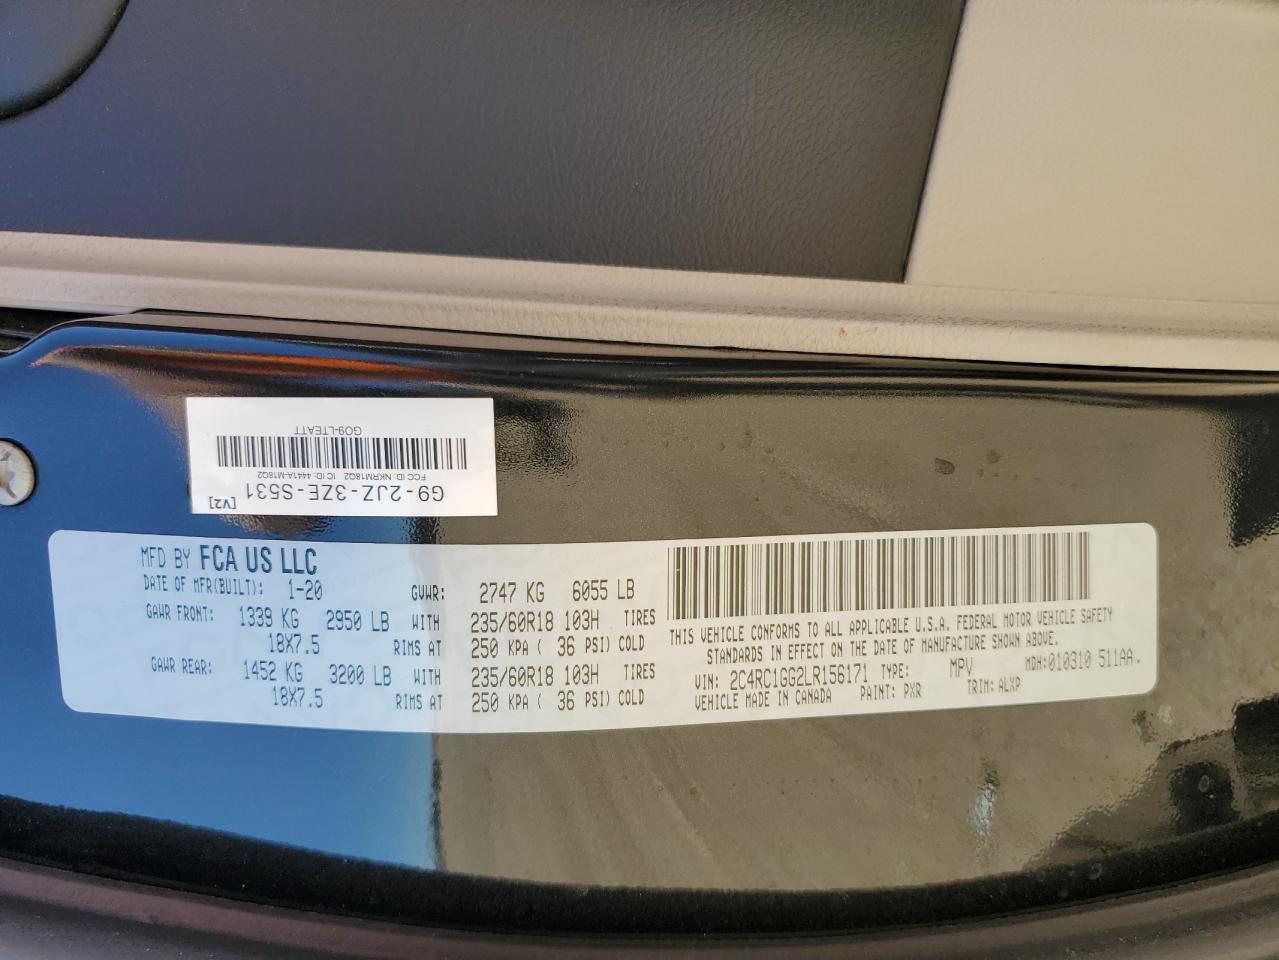 GO9-LTEATT
FCC ID: NKRM18Q2 IC ID: 4441A-M18Q2
G9-2JZ-3ZE-S531
[V2]
MFD BY FCA US LLC
DATE OF MFR(BUILT): 1-20 GVWR: 2747 KG 6055 LB
GAWR FRONT: 1339 KG 2950 LB WITH 235/60R18 103H TIRES
18X7.5 RIMS AT 250 KPA ( 36 PSI) COLD
GAWR REAR: 1452 KG 3200 LB WITH 235/60R18 103H TIRES
18X7.5 RIMS AT 250 KPA ( 36 PSI) COLD
THIS VEHICLE CONFORMS TO ALL APPLICABLE U.S.A. FEDERAL MOTOR VEHICLE SAFETY
STANDARDS IN EFFECT ON THE DATE OF MANUFACTURE SHOWN ABOVE.
VIN: 2C4RC1GG2LR156171 TYPE: MPV MDH:010310 511AA.
VEHICLE MADE IN CANADA PAINT: PXR TRIM: ALXP